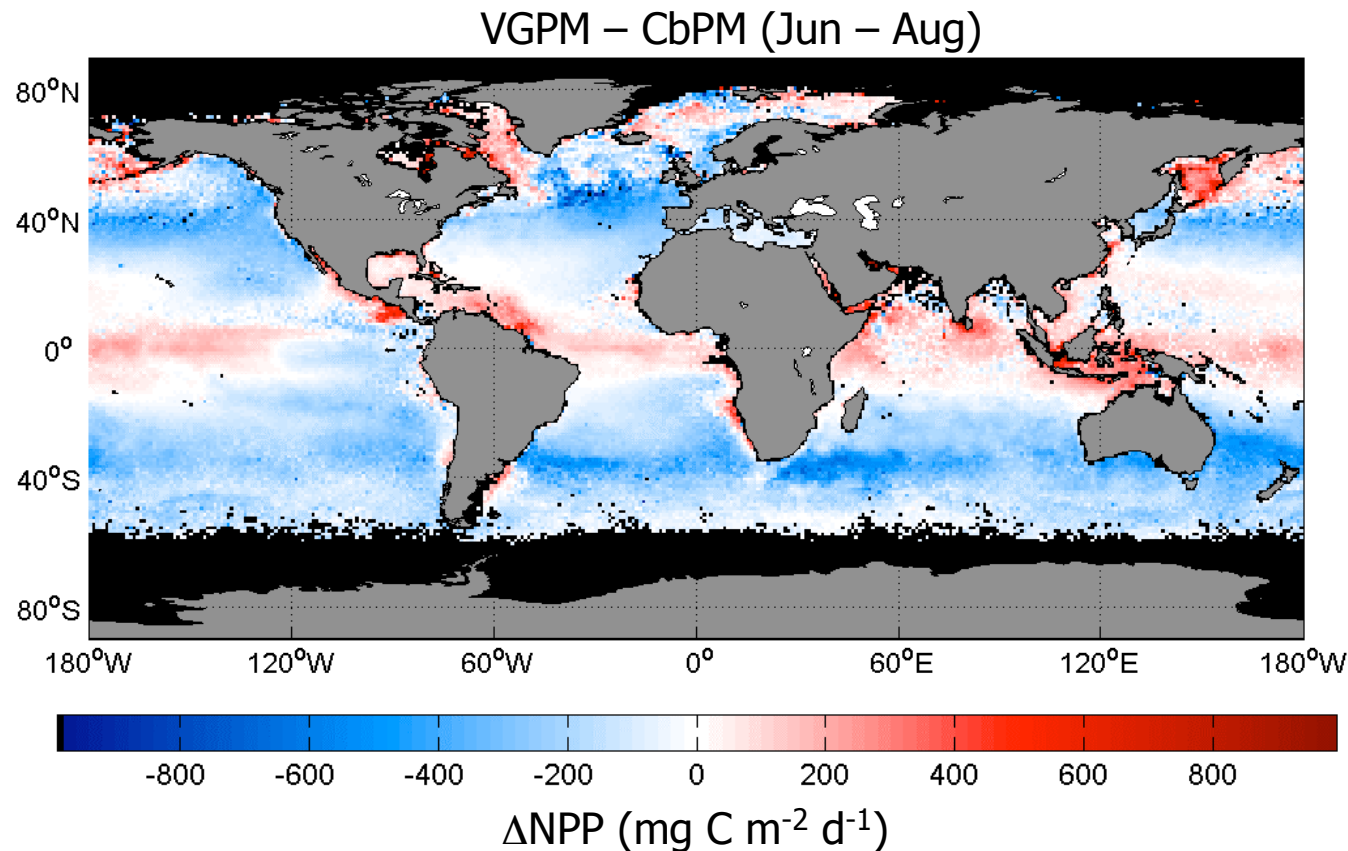 VGPM – CbPM (Jun – Aug)
80°N
40°N
0°
40°S
80°S
180°W 120°W 60°W 0° 60°E 120°E 180°W
-800 -600 -400 -200 0 200 400 600 800
ΔNPP (mg C m⁻² d⁻¹)